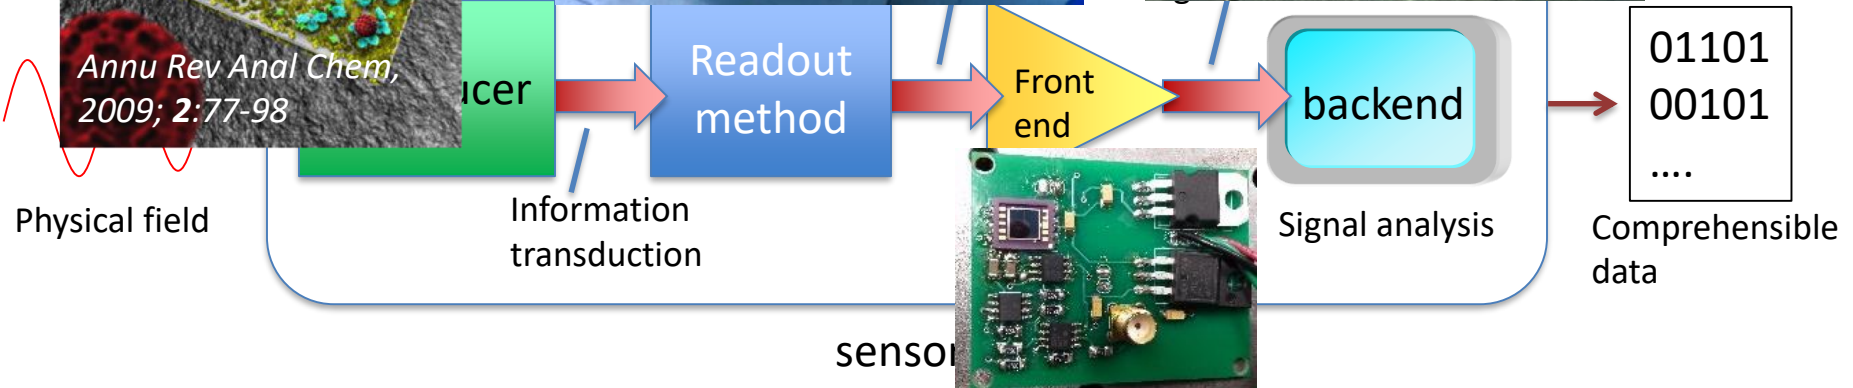 Annu Rev Anal Chem,
2009; 2:77-98
ucer
Readout
method
Front
end
backend
01101
00101
....
Physical field
Information
transduction
Signal analysis
Comprehensible
data
sensor